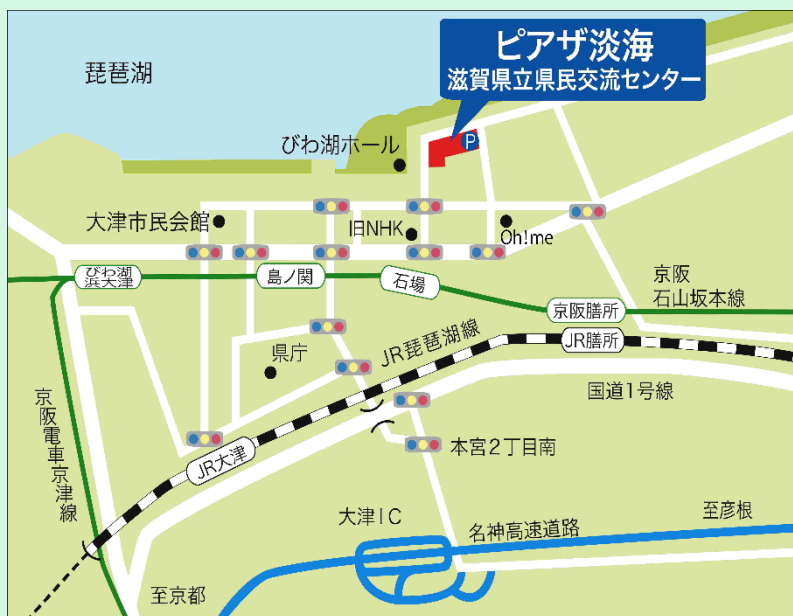 ピアザ淡海
滋賀県立県民交流センター
琵琶湖
P
びわ湖ホール
大津市民会館
旧NHK
Oh!me
びわ湖
浜大津
島ノ関
石場
京阪
石山坂本線
京阪膳所
JR琵琶湖線
JR膳所
県庁
国道1号線
京阪電車京津線
JR大津
本宮2丁目南
大津IC
名神高速道路
至彦根
至京都